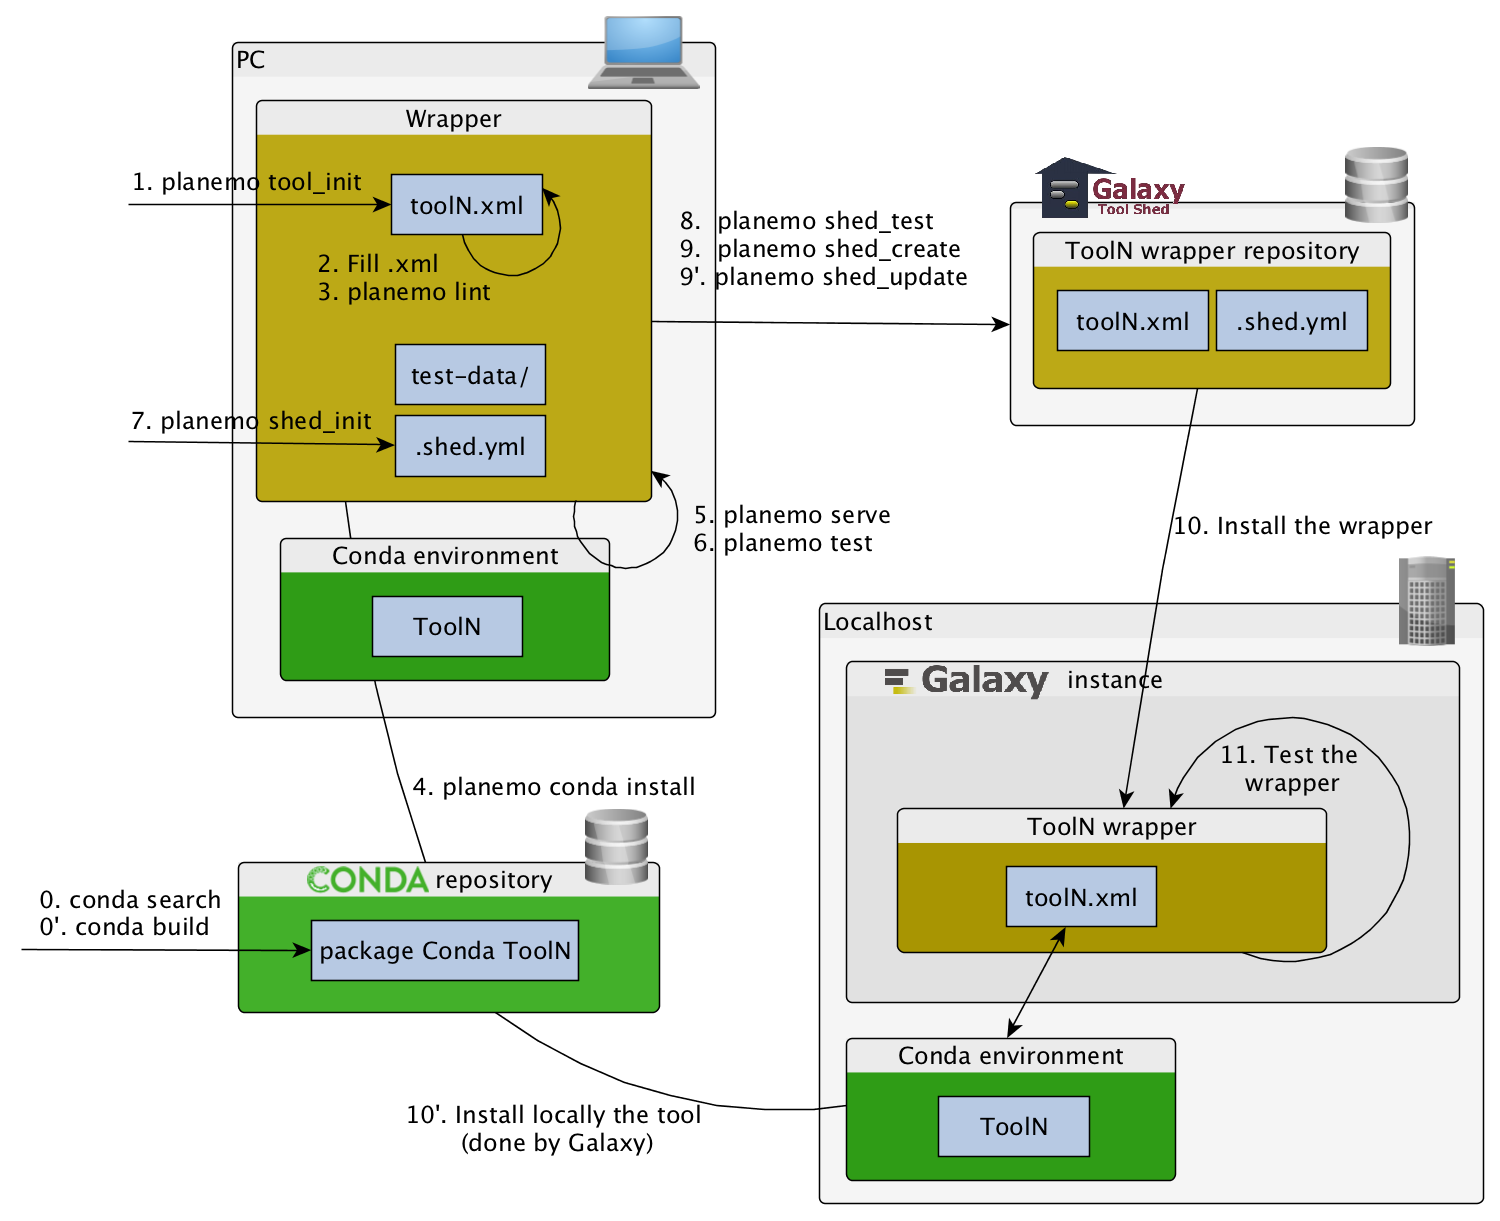 PC
Wrapper
1. planemo tool_init
toolN.xml
2. Fill .xml
3. planemo lint
test-data/
7. planemo shed_init
.shed.yml
5. planemo serve
6. planemo test
Conda environment
ToolN
8. planemo shed_test
9. planemo shed_create
9'. planemo shed_update
Galaxy
Tool Shed
ToolN wrapper repository
toolN.xml
.shed.yml
10. Install the wrapper
4. planemo conda install
CONDA repository
0. conda search
0'. conda build
package Conda ToolN
10'. Install locally the tool
(done by Galaxy)
Localhost
Galaxy instance
11. Test the
wrapper
ToolN wrapper
toolN.xml
Conda environment
ToolN